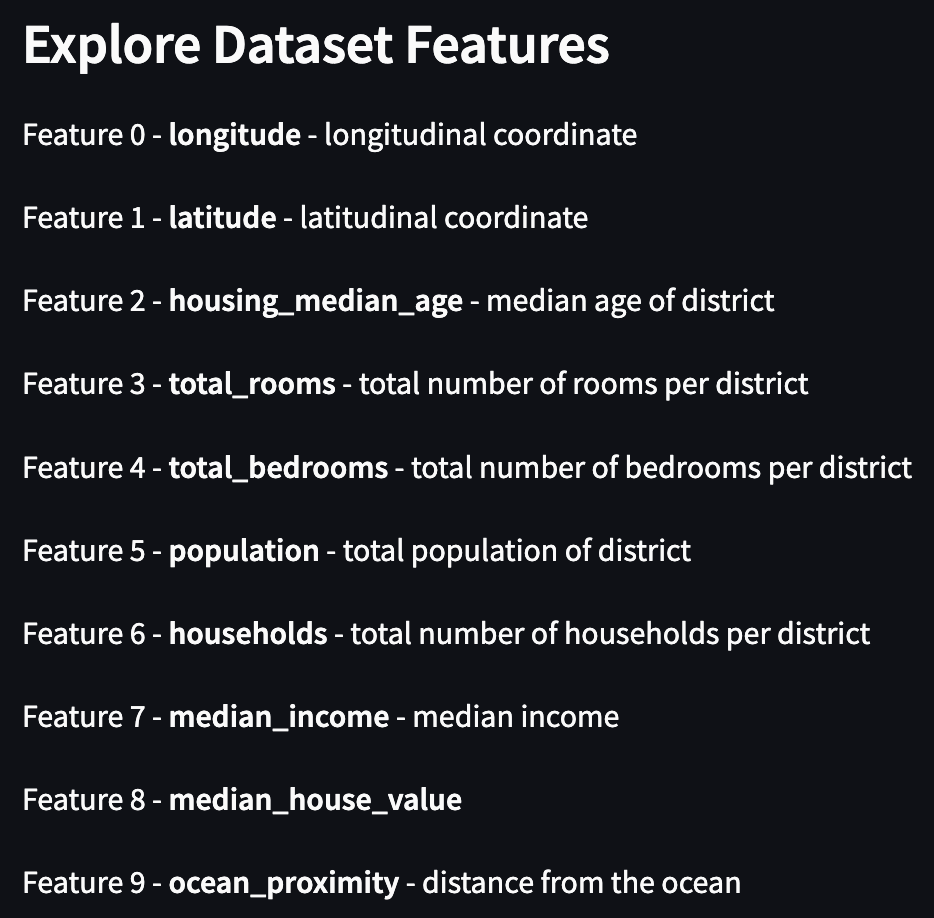 Explore Dataset Features
Feature 0 - longitude - longitudinal coordinate
Feature 1 - latitude - latitudinal coordinate
Feature 2 - housing_median_age - median age of district
Feature 3 - total_rooms - total number of rooms per district
Feature 4 - total_bedrooms - total number of bedrooms per district
Feature 5 - population - total population of district
Feature 6 - households - total number of households per district
Feature 7 - median_income - median income
Feature 8 - median_house_value
Feature 9 - ocean_proximity - distance from the ocean